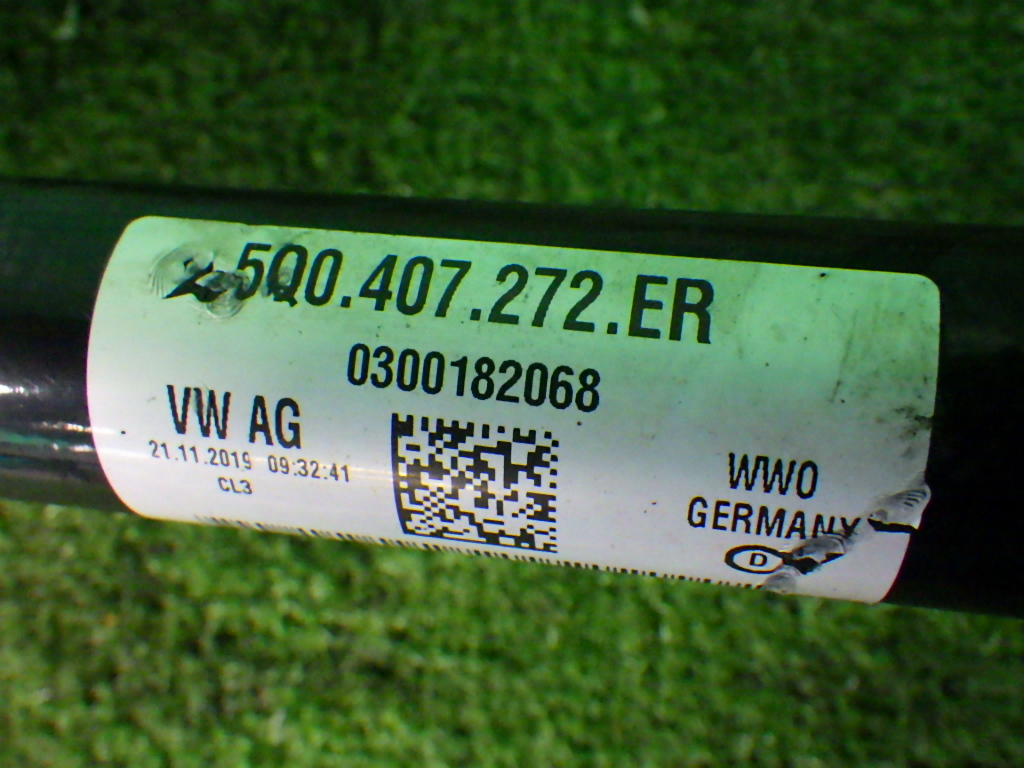 5Q0.407.272.ER
0300182068
VW AG
21.11.2019 09:32:41
CL3
WWO
GERMANY
D